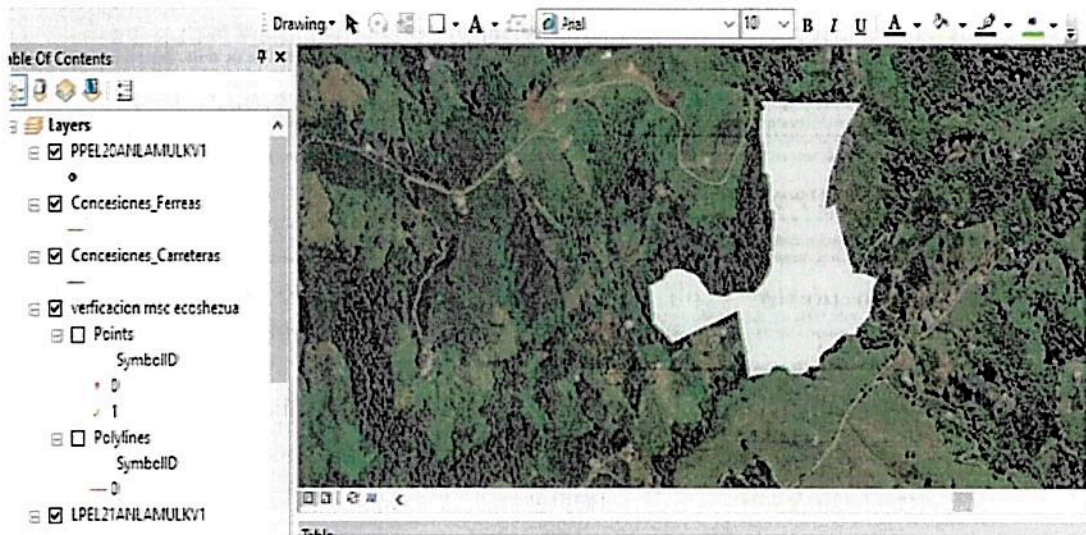 Drawing Arial 10 B I U A
able Of Contents
Layers
PPEL20ANLAMULKV1
Concesiones_Ferreas
Concesiones_Carreteras
verficacion msc ecoshezua
Points
SymbolID
0
1
Polylines
SymbolID
0
LPEL21ANLAMULKV1
Table